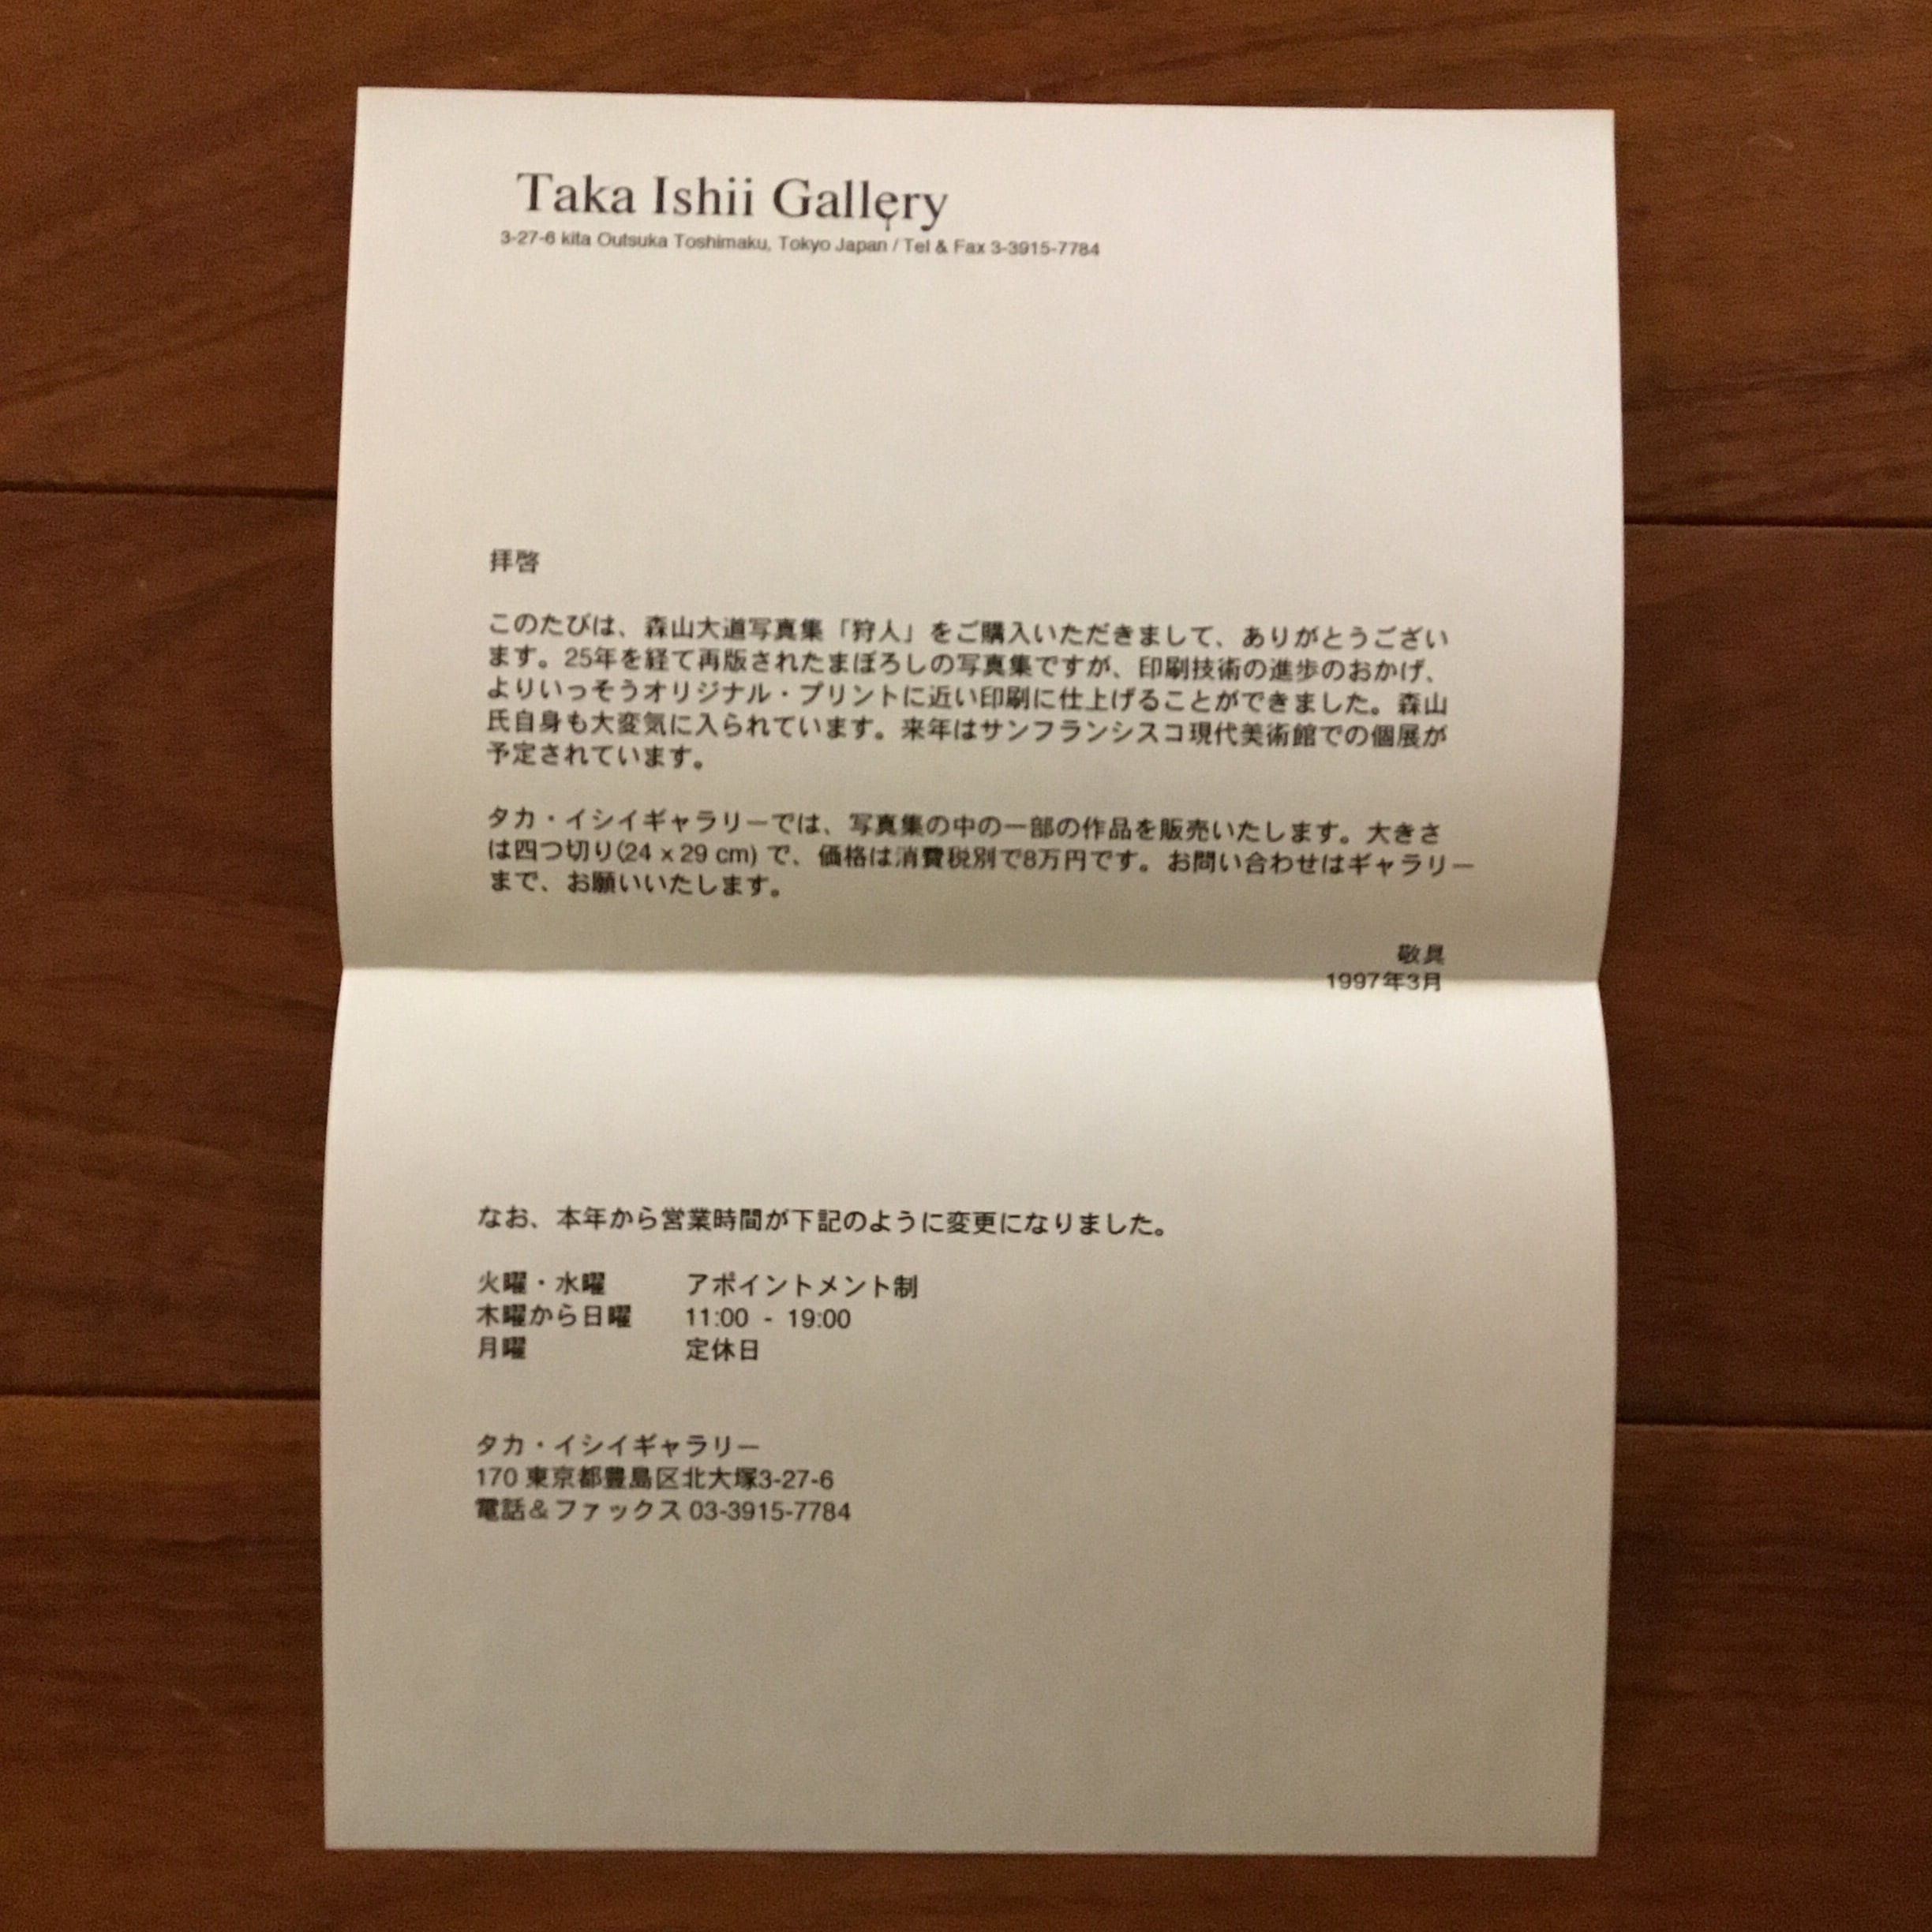 Taka Ishii Gallery
3-27-6 kita Outsuka Toshimaku, Tokyo Japan / Tel & Fax 3-3915-7784
拝啓
このたびは、森山大道写真集「狩人」をご購入いただきまして、ありがとうござい
ます。25年を経て再版されたまぼろしの写真集ですが、印刷技術の進歩のおかげ、
よりいっそうオリジナル・プリントに近い印刷に仕上げることができました。森山
氏自身も大変気に入られています。来年はサンフランシスコ現代美術館での個展が
予定されています。
タカ・イシイギャラリーでは、写真集の中の一部の作品を販売いたします。大きさ
は四つ切り(24 x 29 cm) で、価格は消費税別で8万円です。お問い合わせはギャラリー
まで、お願いいたします。
敬具
1997年3月
なお、本年から営業時間が下記のように変更になりました。
火曜・水曜 アポイントメント制
木曜から日曜 11:00 - 19:00
月曜 定休日
タカ・イシイギャラリー
170 東京都豊島区北大塚3-27-6
電話＆ファックス 03-3915-7784